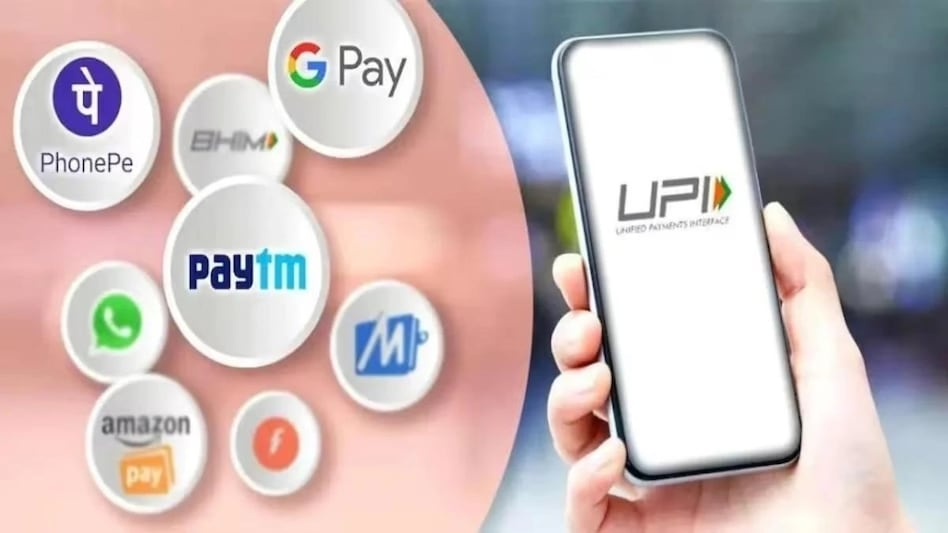 G Pay
पे
PhonePe
BHIM
paytm
amazon
pay
UPI
UNIFIED PAYMENTS INTERFACE